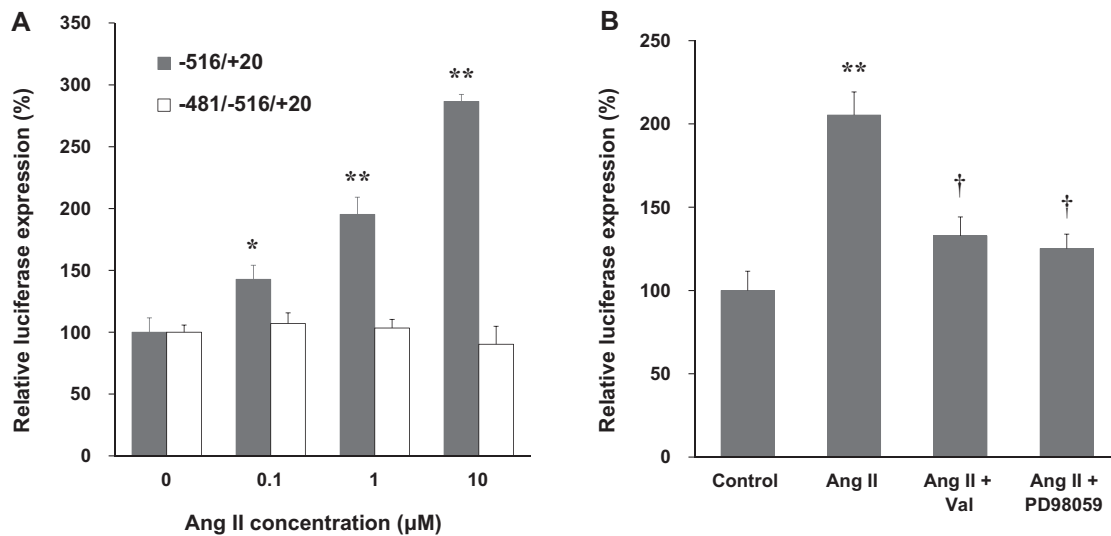 A
Relative luciferase expression (%)
350
300
250
200
150
100
50
0
-516/+20
-481/-516/+20
*
**
**
0 0.1 1 10
Ang II concentration (µM)
B
Relative luciferase expression (%)
250
200
150
100
50
0
**
†
†
Control Ang II Ang II + Ang II +
Val PD98059